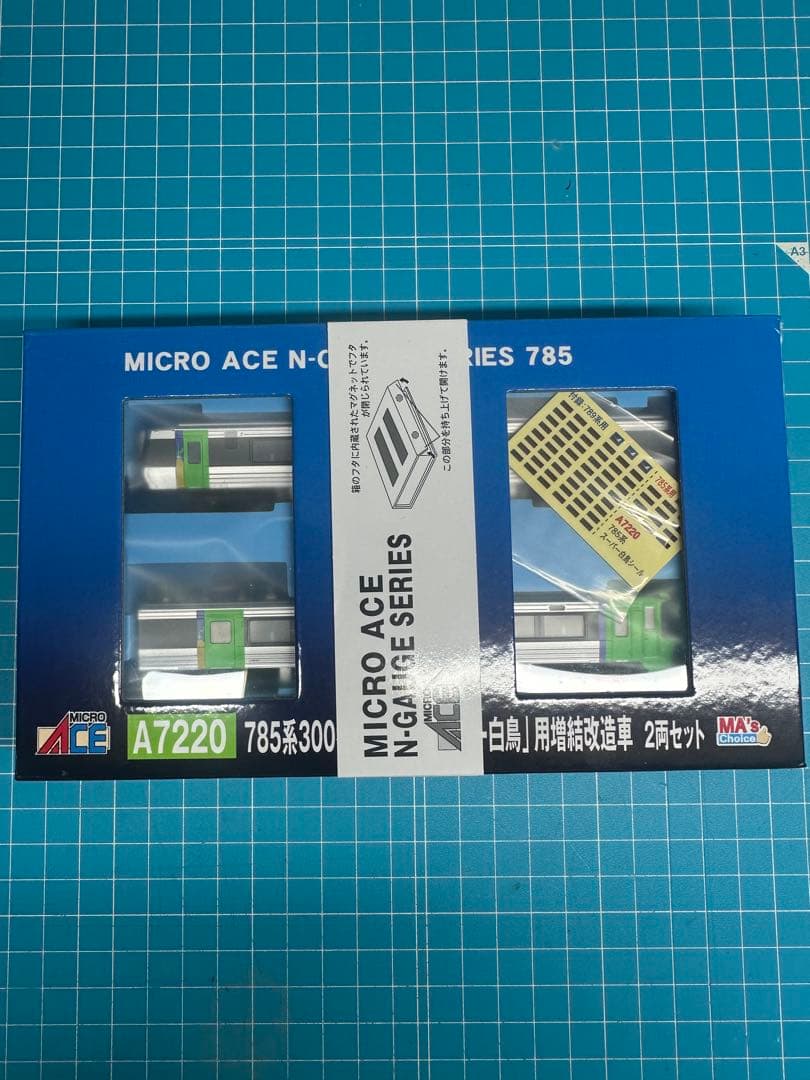 A3
MICRO ACE N-G RIES 785
箱のフタに内蔵されたマグネットでフタ
が閉じられています。
この部分を持ち上げて開けます。
付録:789系用
785系用
A7220
785系
スーパー白鳥シール
MICRO ACE
N-GAUGE SERIES
MICRO
ACE
MICRO
ACE
A7220 785系300 ー白鳥」用増結改造車 2両セット
MA's
Choice